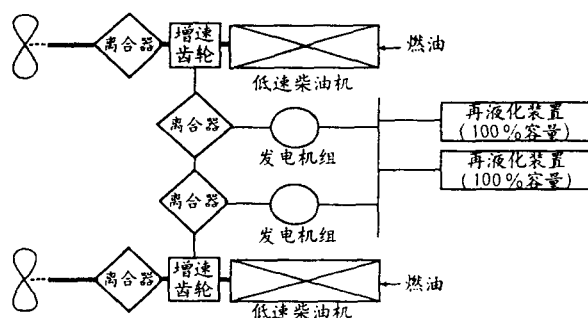 离合器
增速
齿轮
燃油
低速柴油机
离合器
发电机组
再液化装置
(100%容量)
再液化装置
(100%容量)
离合器
发电机组
离合器
增速
齿轮
燃油
低速柴油机